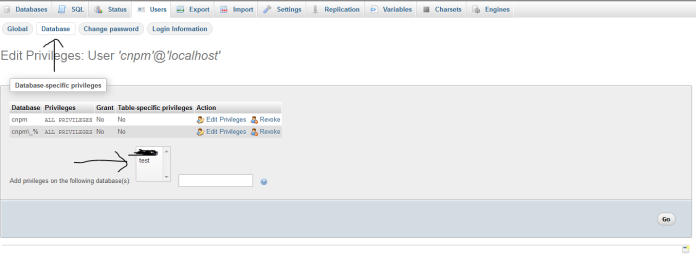 Databases SQL Status Users Export Import Settings Replication Variables Charsets Engines
Global Database Change password Login Information
Edit Privileges: User 'cnpm'@'localhost'
Database-specific privileges
Database Privileges Grant Table-specific privileges Action
cnpm ALL PRIVILEGES No No Edit Privileges Revoke
cnpm\_% ALL PRIVILEGES No No Edit Privileges Revoke
test
Add privileges on the following database(s):
Go